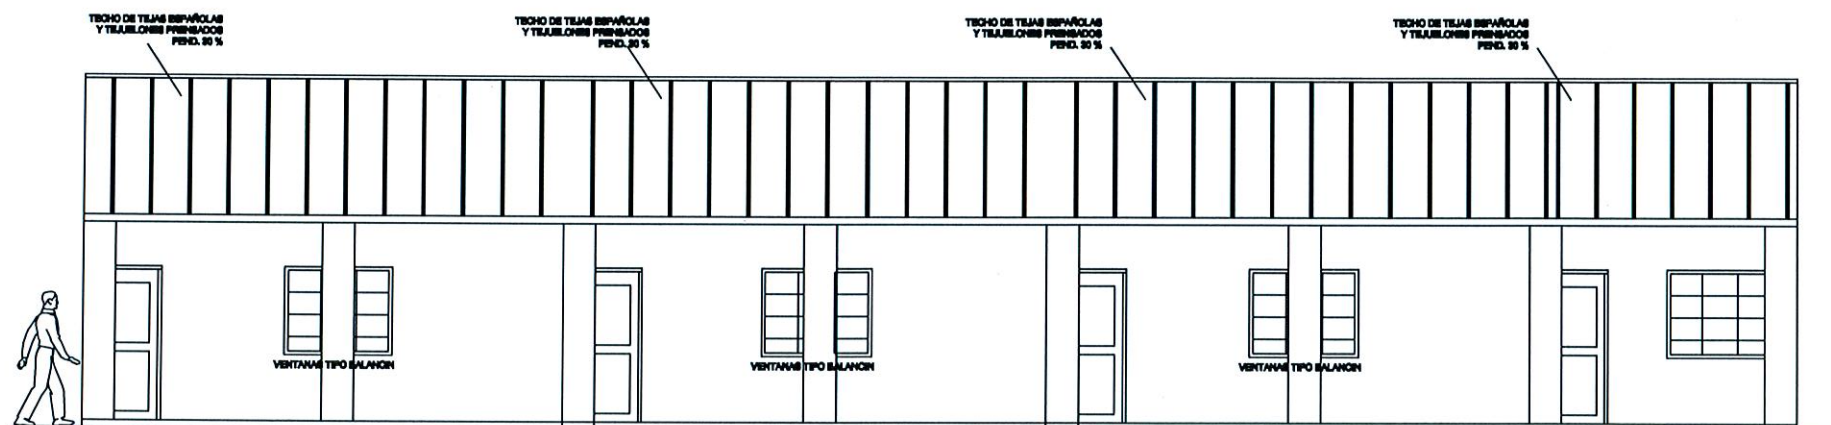 TECHO DE TEJAS ESPAÑOLAS
Y TEJUELONES PRENSADOS
PEND. 30 %
TECHO DE TEJAS ESPAÑOLAS
Y TEJUELONES PRENSADOS
PEND. 30 %
TECHO DE TEJAS ESPAÑOLAS
Y TEJUELONES PRENSADOS
PEND. 30 %
TECHO DE TEJAS ESPAÑOLAS
Y TEJUELONES PRENSADOS
PEND. 30 %
VENTANAS TIPO BALANCIN
VENTANAS TIPO BALANCIN
VENTANAS TIPO BALANCIN